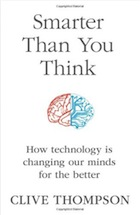 Smarter
Than You
Think
How technology is
changing our minds
for the better
CLIVE THOMPSON